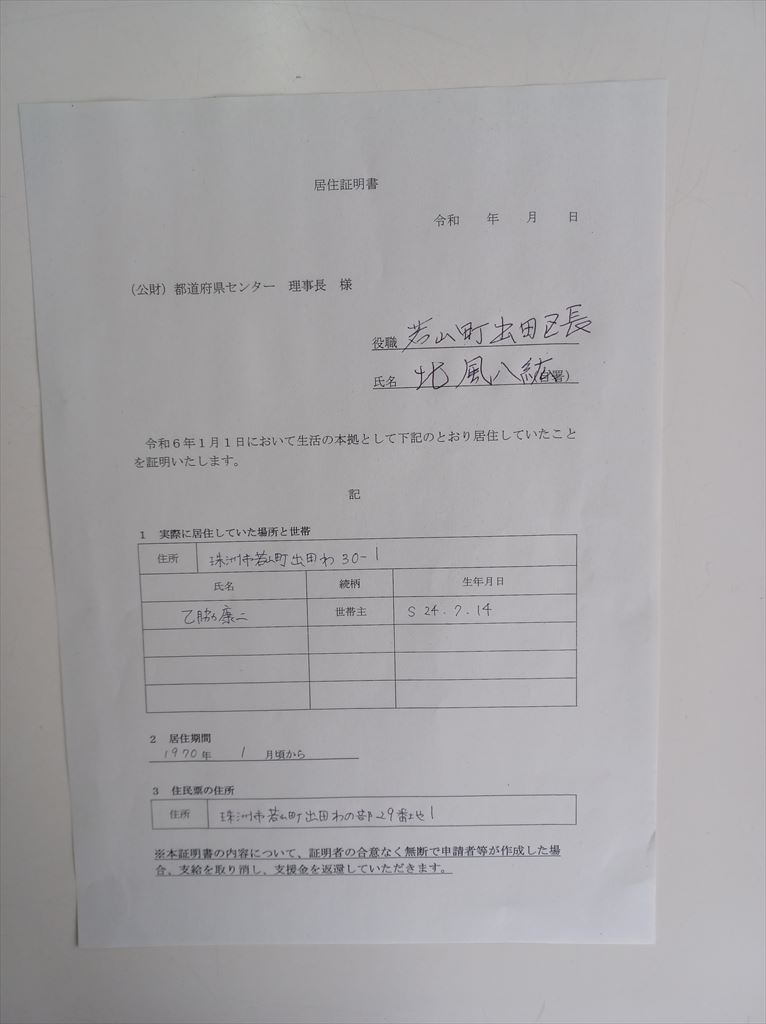 居住証明書
令和　　年　　月　　日
（公財）都道府県センター　理事長　様
役職 若山町出田区長
氏名 北風八紘（自署）
令和６年１月１日において生活の本拠として下記のとおり居住していたこと
を証明いたします。
記
１　実際に居住していた場所と世帯
住所 珠洲市若山町出田わ30-1
氏名 続柄 生年月日
乙脇康二 世帯主 S 24.7.14
２　居住期間
1970年 1 月頃から
３　住民票の住所
住所 珠洲市若山町出田わの部29番地1
※本証明書の内容について、証明者の合意なく無断で申請者等が作成した場
合、支給を取り消し、支援金を返還していただきます。